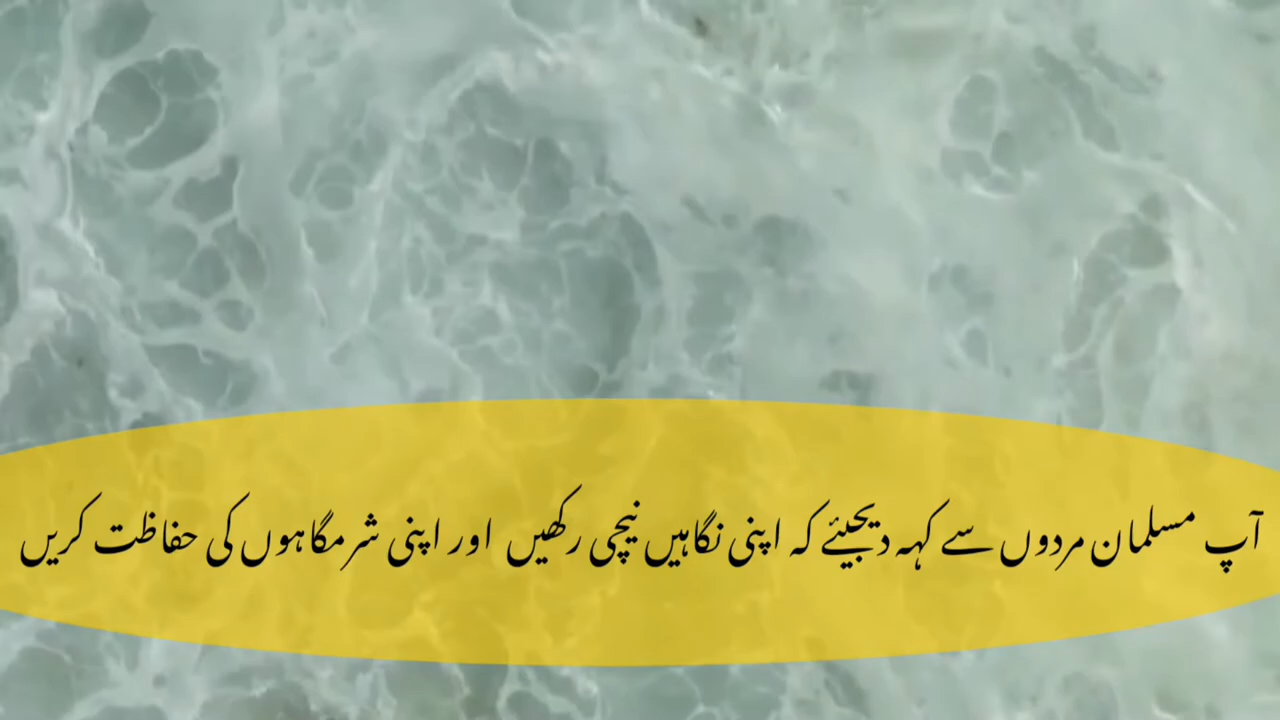 آپ مسلمان مردوں سے کہہ دیجیئے کہ اپنی نگاہیں نیچی رکھیں اور اپنی شرمگاہوں کی حفاظت کریں